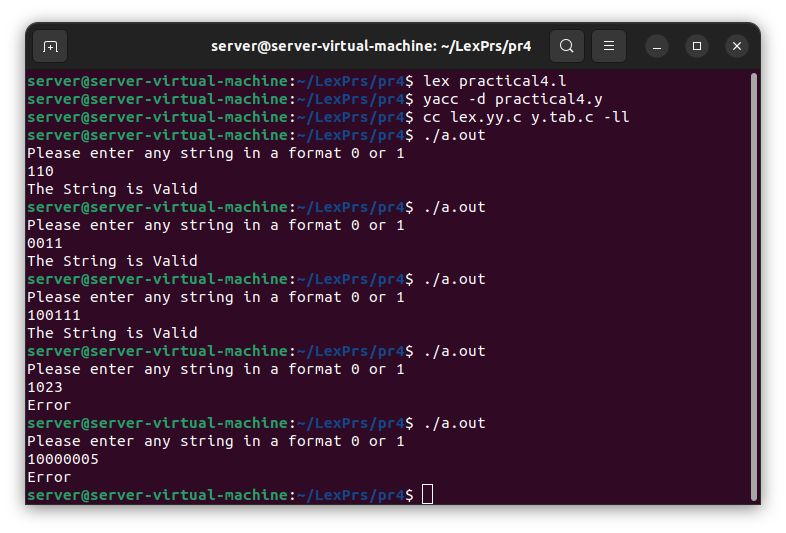 server@server-virtual-machine: ~/LexPrs/pr4
server@server-virtual-machine:~/LexPrs/pr4$ lex practical4.l
server@server-virtual-machine:~/LexPrs/pr4$ yacc -d practical4.y
server@server-virtual-machine:~/LexPrs/pr4$ cc lex.yy.c y.tab.c -ll
server@server-virtual-machine:~/LexPrs/pr4$ ./a.out
Please enter any string in a format 0 or 1
110
The String is Valid
server@server-virtual-machine:~/LexPrs/pr4$ ./a.out
Please enter any string in a format 0 or 1
0011
The String is Valid
server@server-virtual-machine:~/LexPrs/pr4$ ./a.out
Please enter any string in a format 0 or 1
100111
The String is Valid
server@server-virtual-machine:~/LexPrs/pr4$ ./a.out
Please enter any string in a format 0 or 1
1023
Error
server@server-virtual-machine:~/LexPrs/pr4$ ./a.out
Please enter any string in a format 0 or 1
10000005
Error
server@server-virtual-machine:~/LexPrs/pr4$